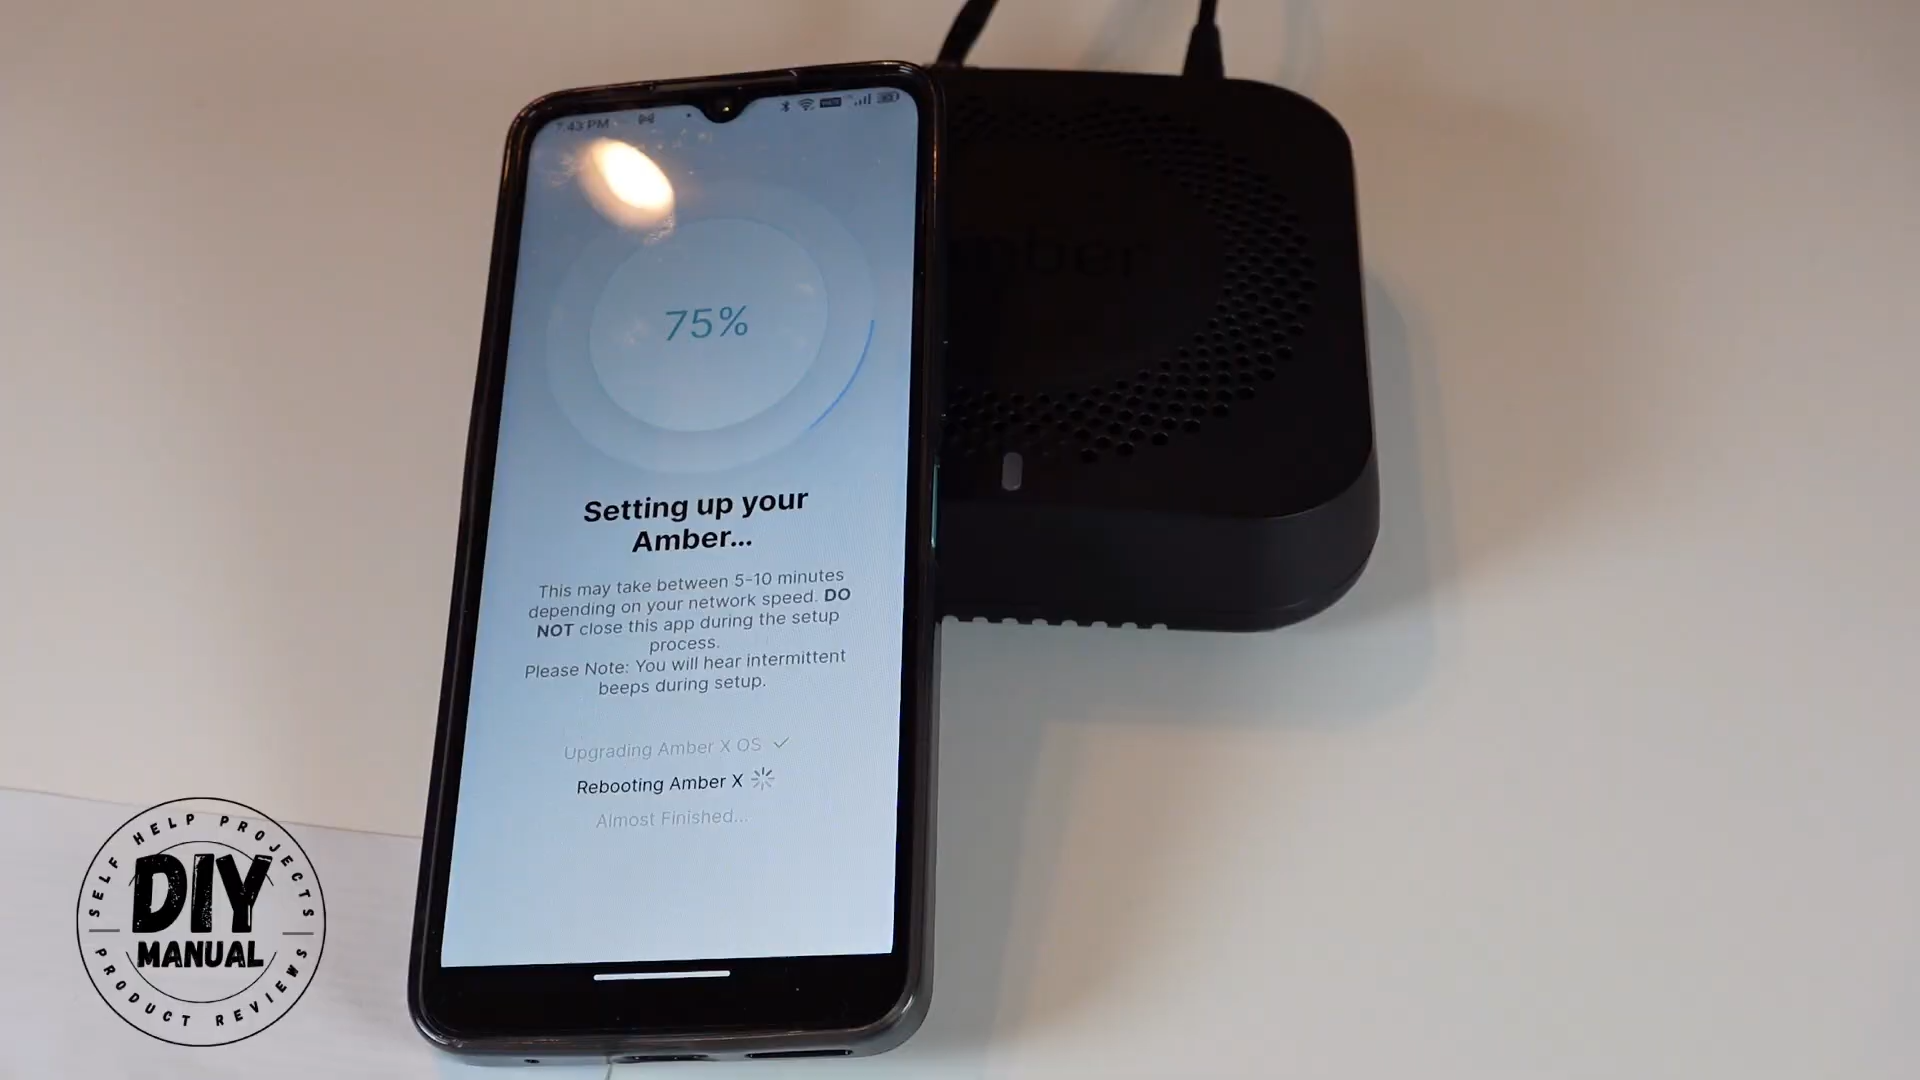 7:43 PM
75%
Setting up your
Amber...
This may take between 5-10 minutes
depending on your network speed. DO
NOT close this app during the setup
process.
Please Note: You will hear intermittent
beeps during setup.
Upgrading Amber X OS
Rebooting Amber X
Almost Finished...
amber
SELF HELP PROJECTS
DIY
MANUAL
PRODUCT REVIEWS